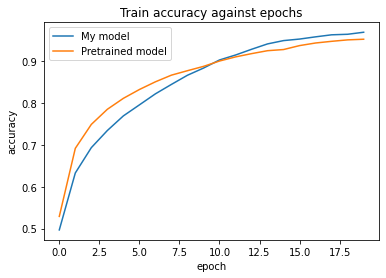 Train accuracy against epochs
My model
Pretrained model
accuracy
0.9
0.8
0.7
0.6
0.5
0.0 2.5 5.0 7.5 10.0 12.5 15.0 17.5
epoch